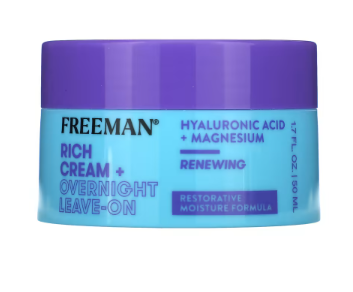 FREEMAN®
RICH
CREAM +
OVERNIGHT
LEAVE-ON
HYALURONIC ACID
+ MAGNESIUM
RENEWING
RESTORATIVE
MOISTURE FORMULA
1.7 FL. OZ. | 50 ML